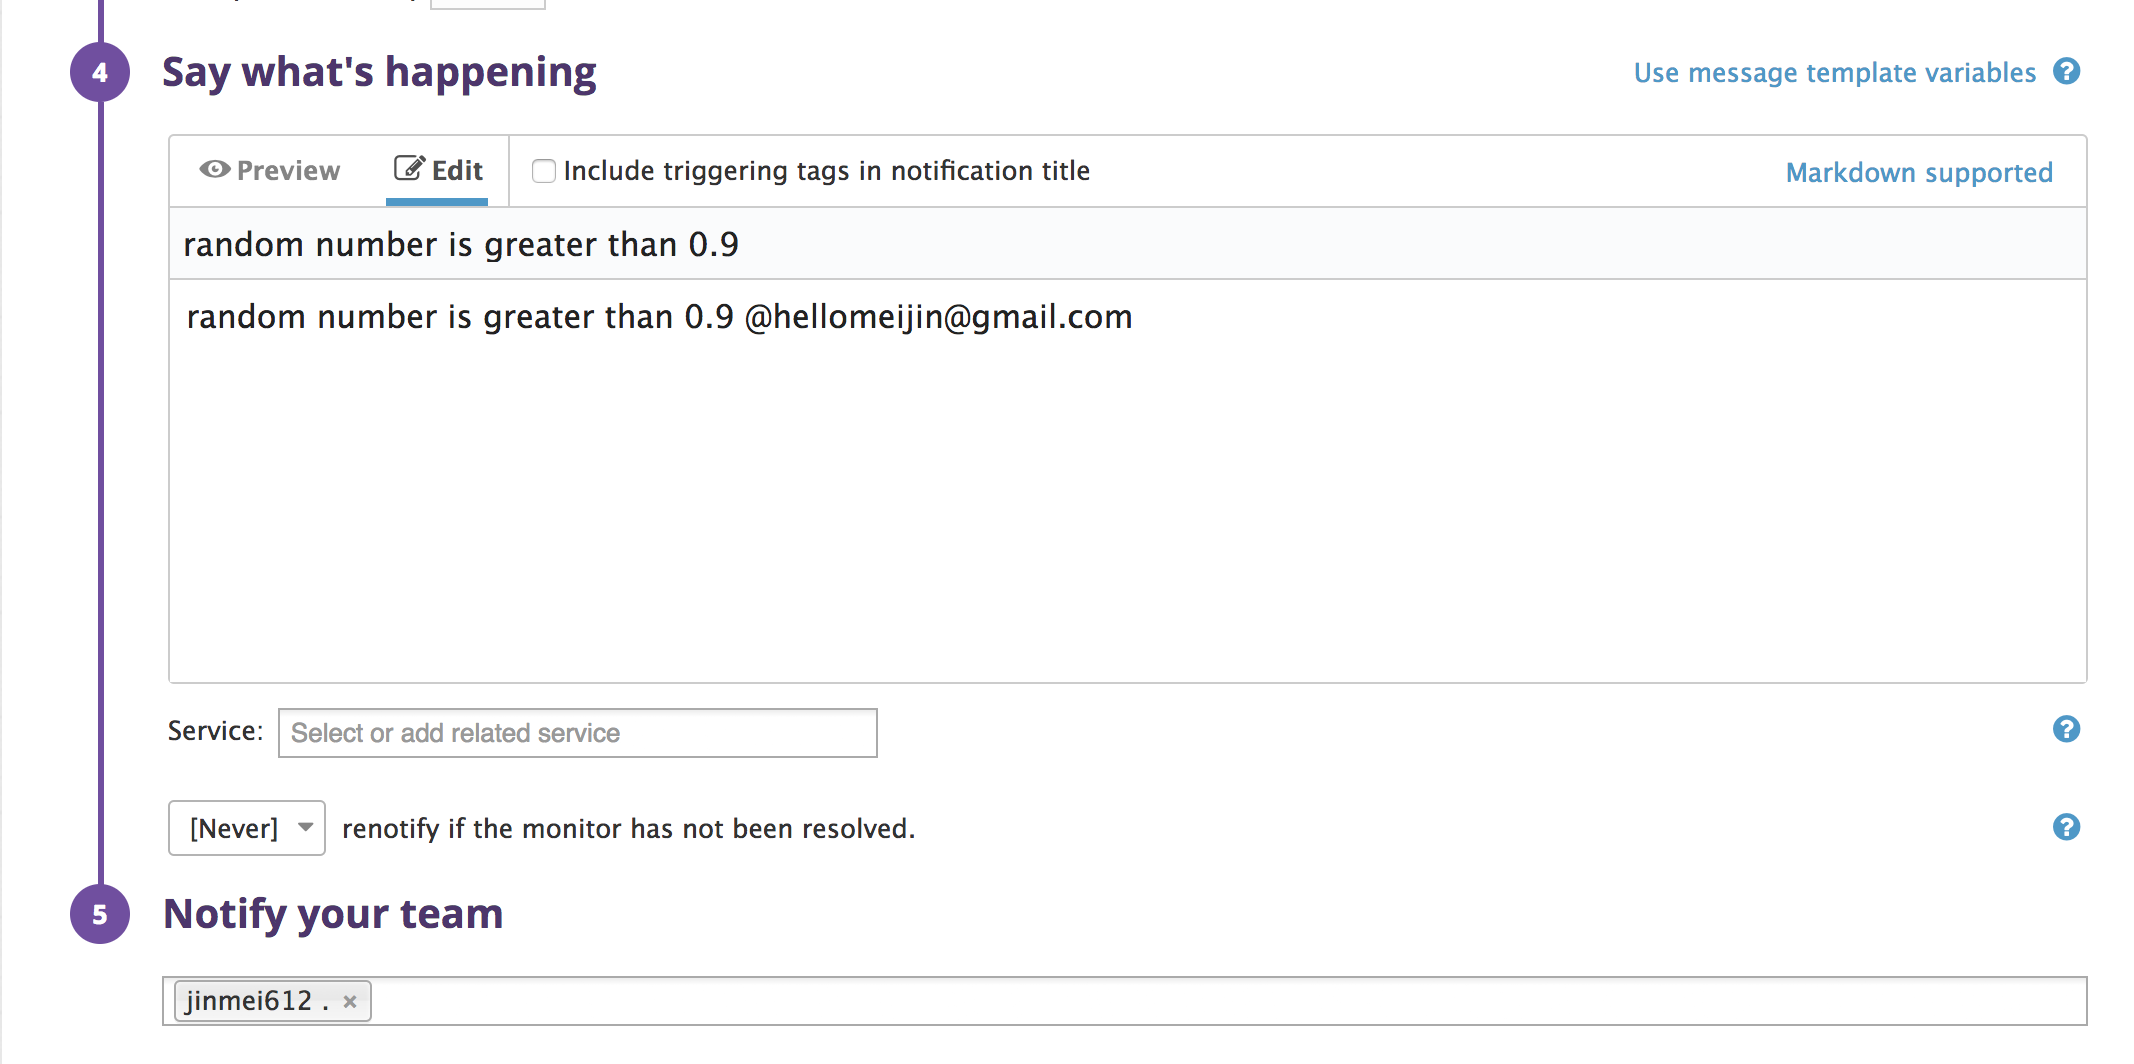 4 Say what's happening Use message template variables ?
Preview Edit Include triggering tags in notification title Markdown supported
random number is greater than 0.9
random number is greater than 0.9 @hellomeijin@gmail.com
Service: Select or add related service ?
[Never] renotify if the monitor has not been resolved. ?
5 Notify your team
jinmei612 . ×